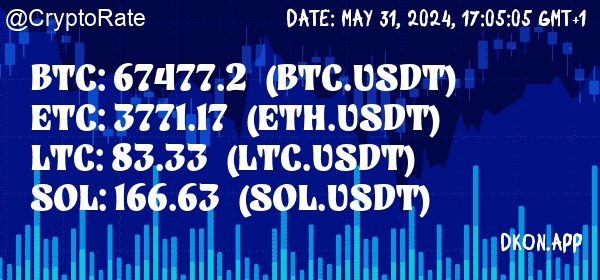 @CryptoRate
DATE: MAY 31, 2024, 17:05:05 GMT+1
BTC: 67477.2 (BTC.USDT)
ETC: 3771.17 (ETH.USDT)
LTC: 83.33 (LTC.USDT)
SOL: 166.63 (SOL.USDT)
DKON.APP